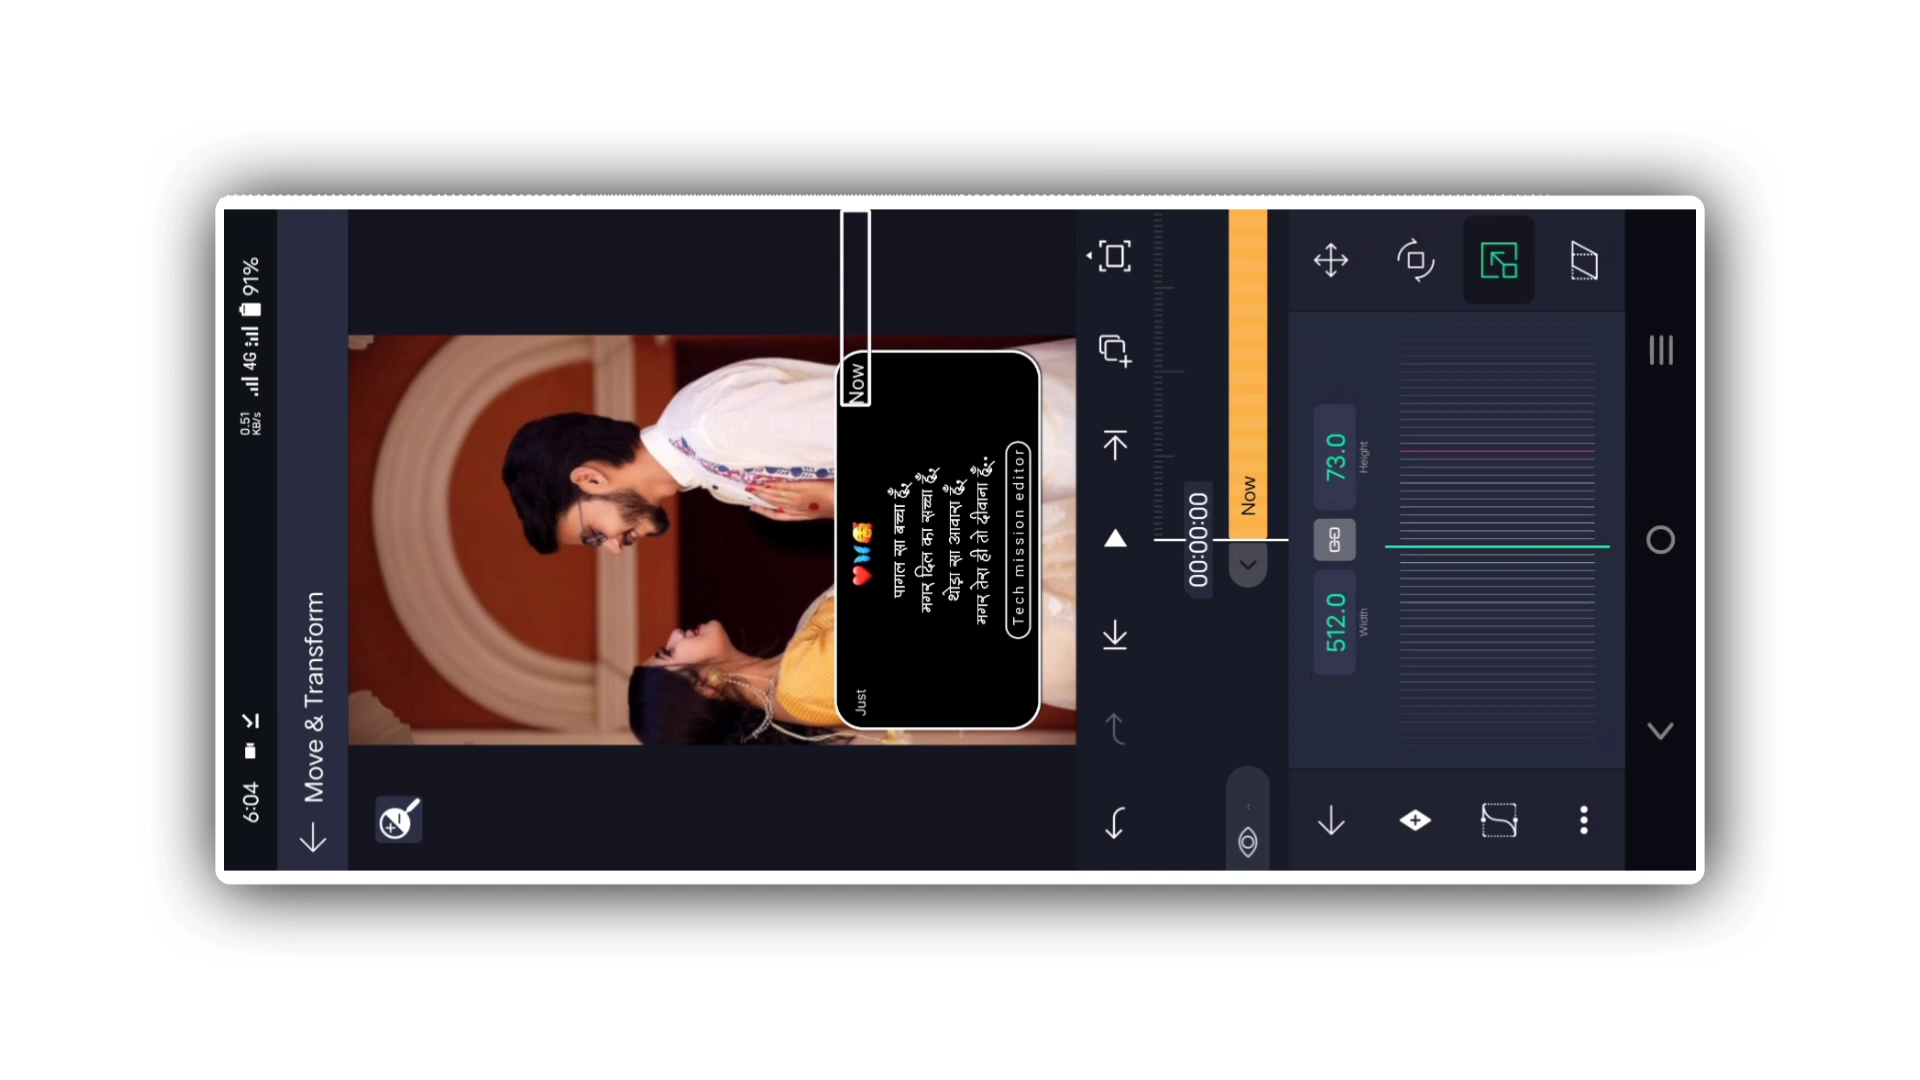 6:04
0.51 KB/s 4G 91%
Move & Transform
Just
Now
❤️🦋🥰
पागल सा बच्चा हूँ,
मगर दिल का सच्चा हूँ,
थोड़ा सा आवारा हूँ,
मगर तेरा ही तो दीवाना हूँ..
Tech mission editor
00:00:00
Now
512.0
Width
73.0
Height